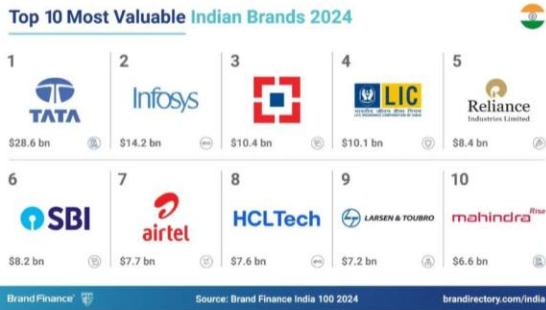 Top 10 Most Valuable Indian Brands 2024
1
TATA
$28.6 bn
2
Infosys
$14.2 bn
3
$10.4 bn
4
LIC
$10.1 bn
5
Reliance
Industries Limited
$8.4 bn
6
SBI
$8.2 bn
7
airtel
$7.7 bn
8
HCLTech
$7.6 bn
9
LARSEN & TOUBRO
$7.2 bn
10
mahindra Rise
$6.6 bn
Brand Finance®
Source: Brand Finance India 100 2024
brandirectory.com/india